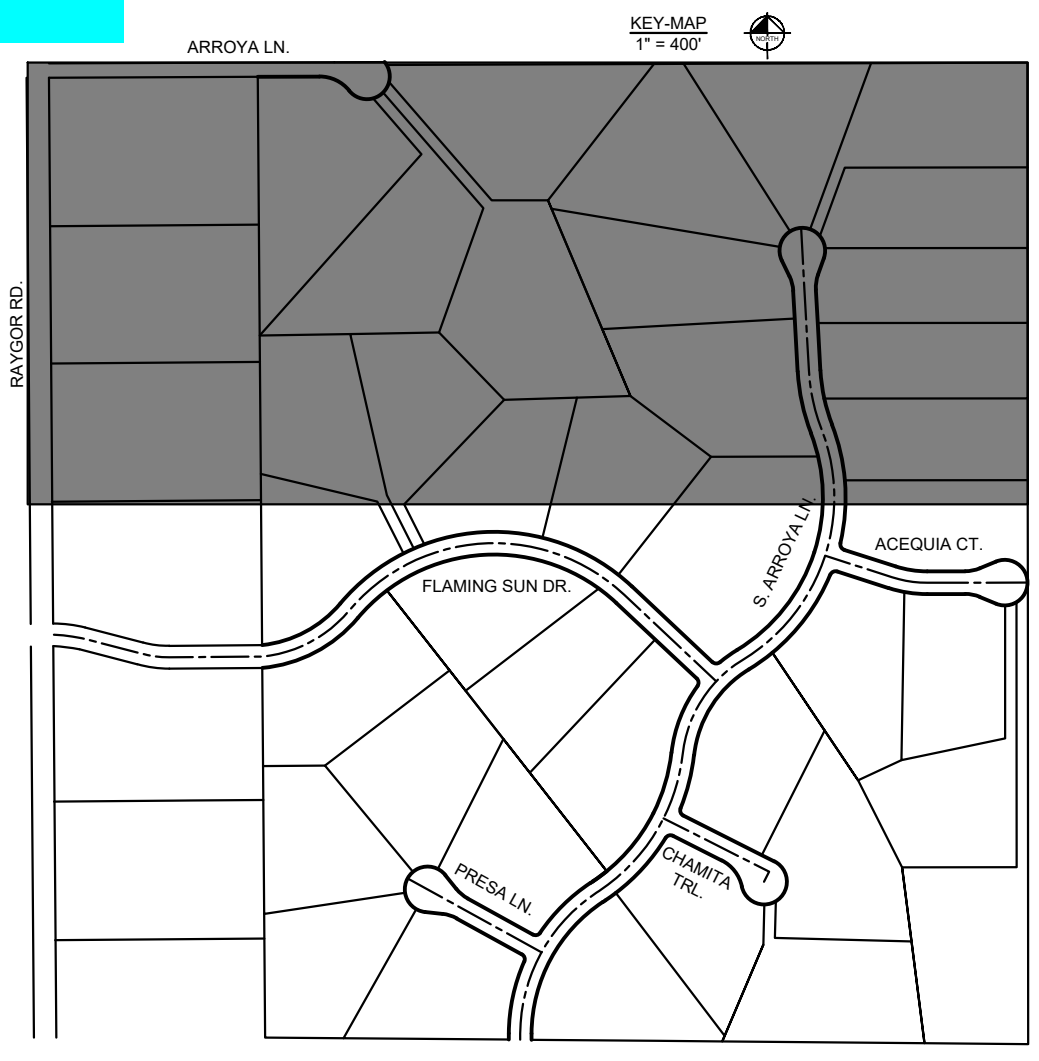 KEY-MAP
1" = 400'
NORTH
ARROYA LN.
RAYGOR RD.
S. ARROYA LN.
ACEQUIA CT.
FLAMING SUN DR.
CHAMITA
TRL.
PRESA LN.